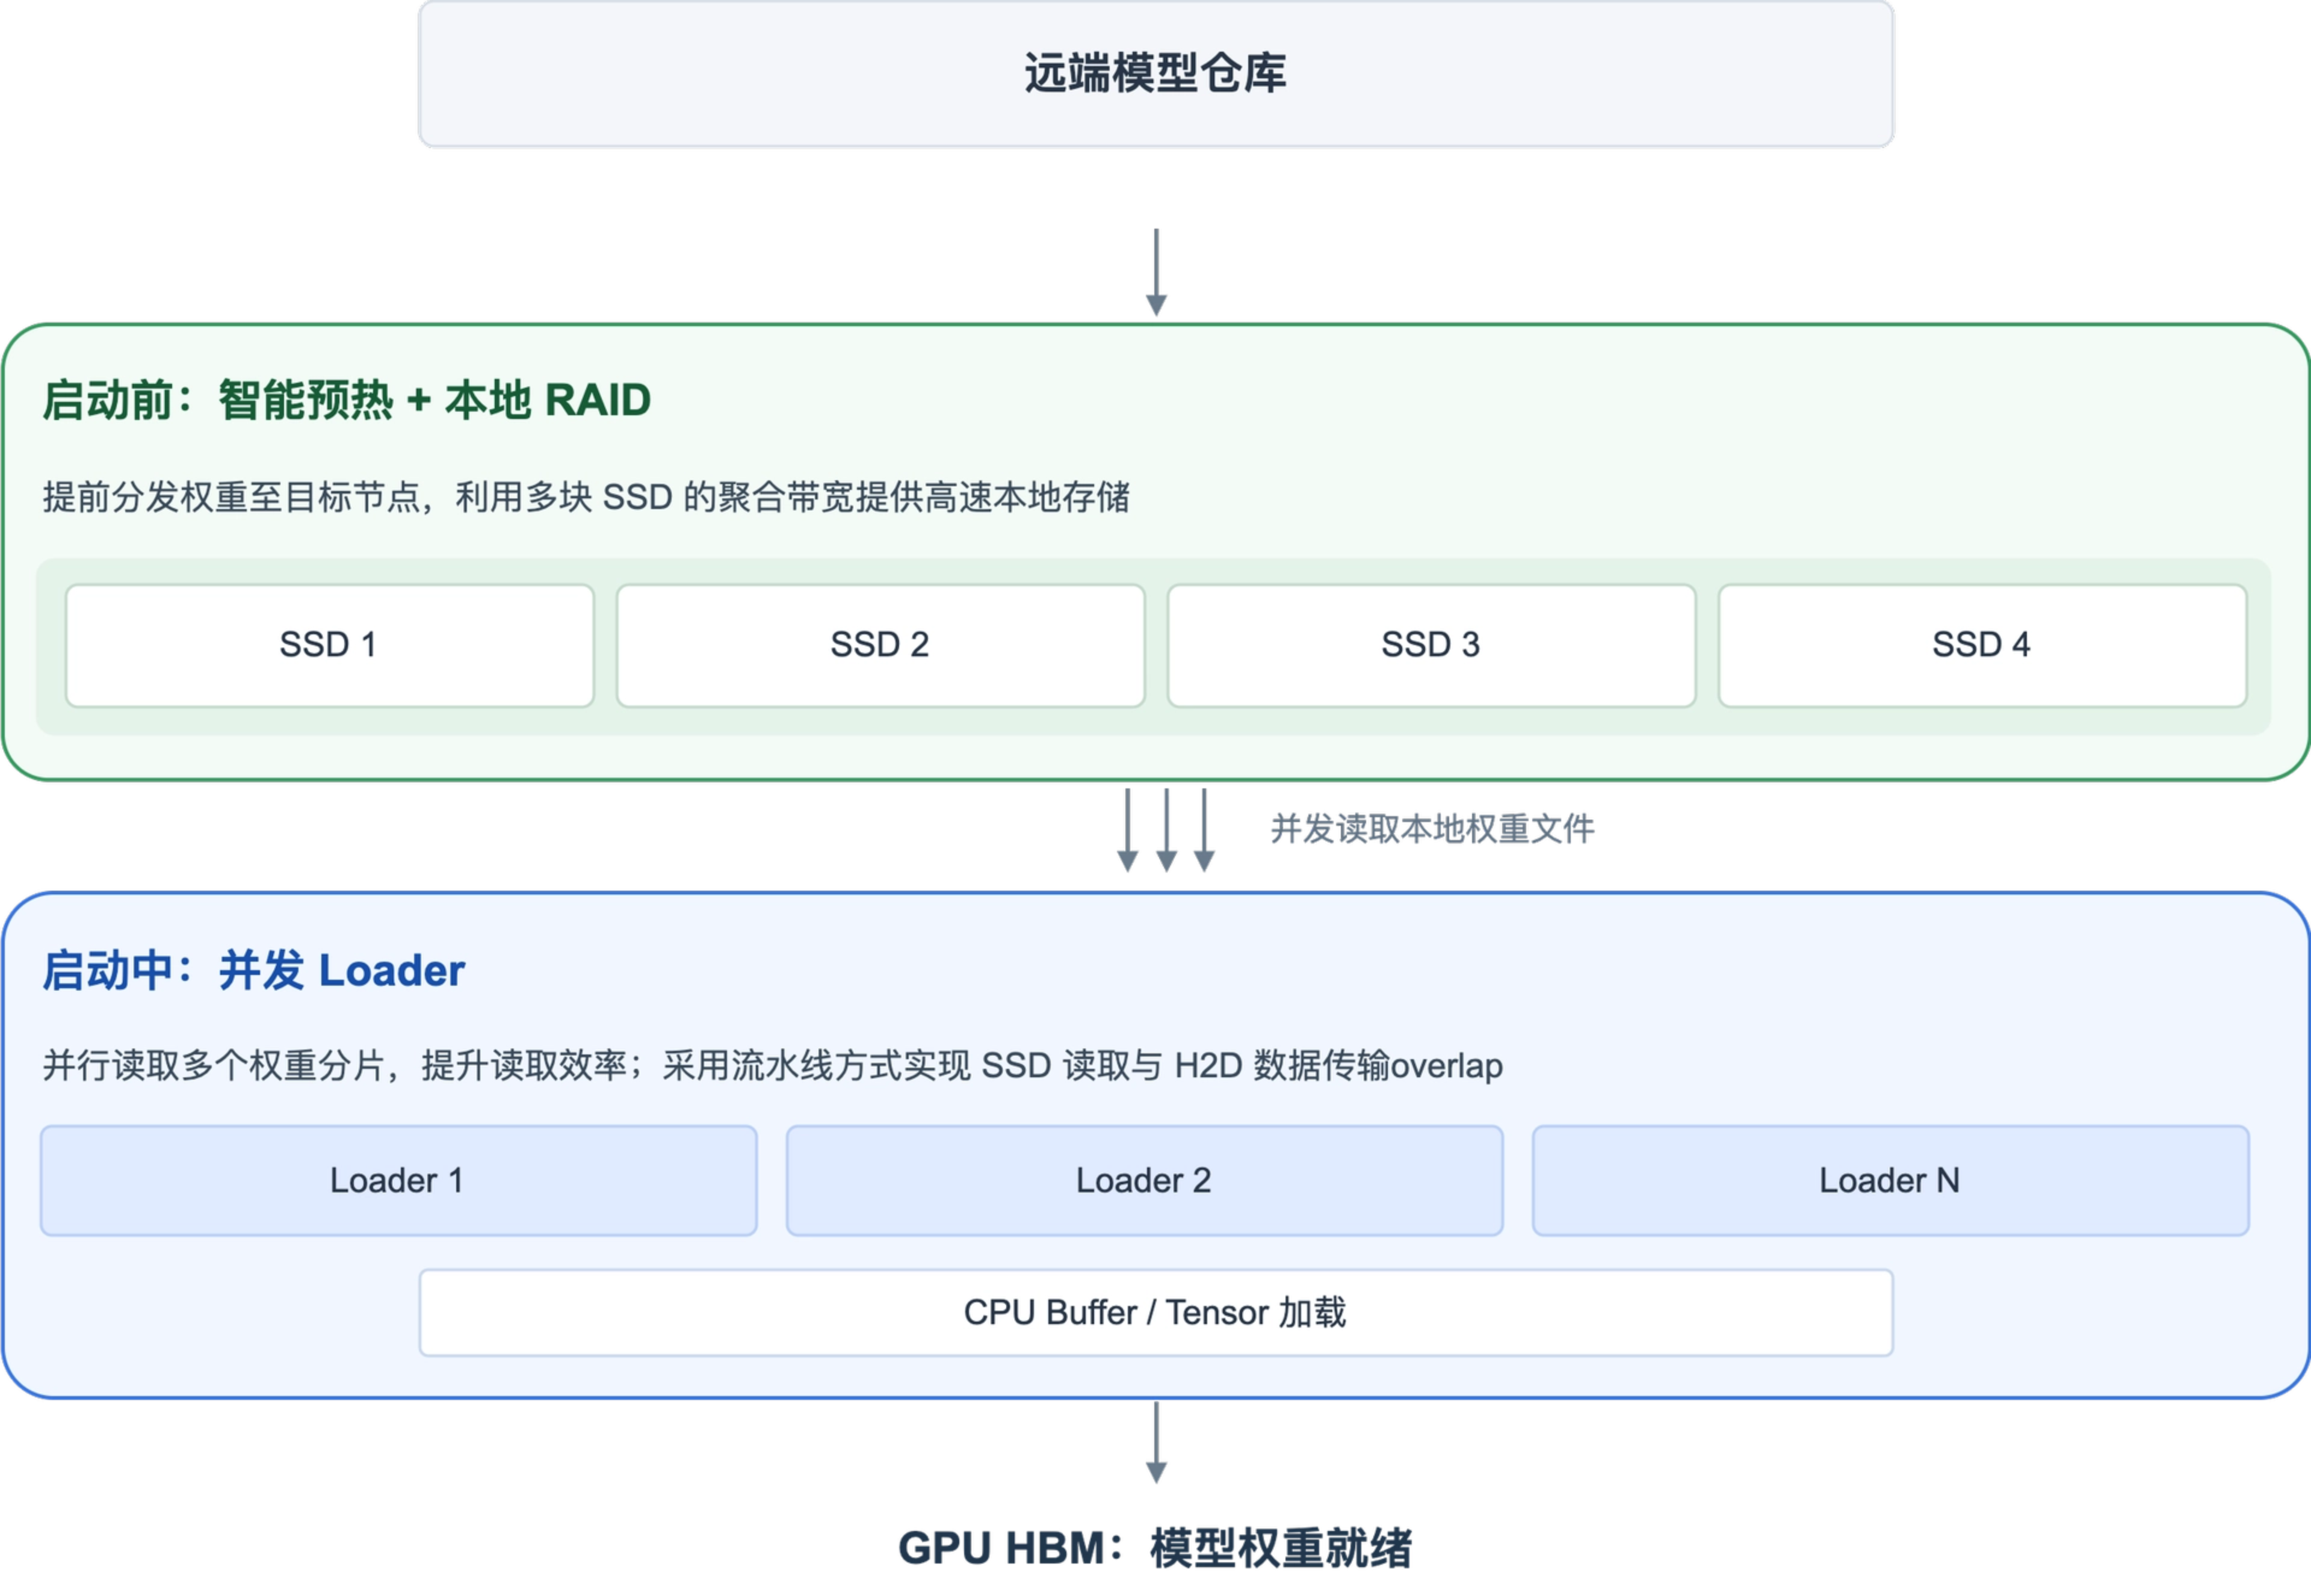 远端模型仓库
启动前：智能预热 + 本地 RAID
提前分发权重至目标节点，利用多块 SSD 的聚合带宽提供高速本地存储
SSD 1
SSD 2
SSD 3
SSD 4
并发读取本地权重文件
启动中：并发 Loader
并行读取多个权重分片，提升读取效率；采用流水线方式实现 SSD 读取与 H2D 数据传输overlap
Loader 1
Loader 2
Loader N
CPU Buffer / Tensor 加载
GPU HBM：模型权重就绪